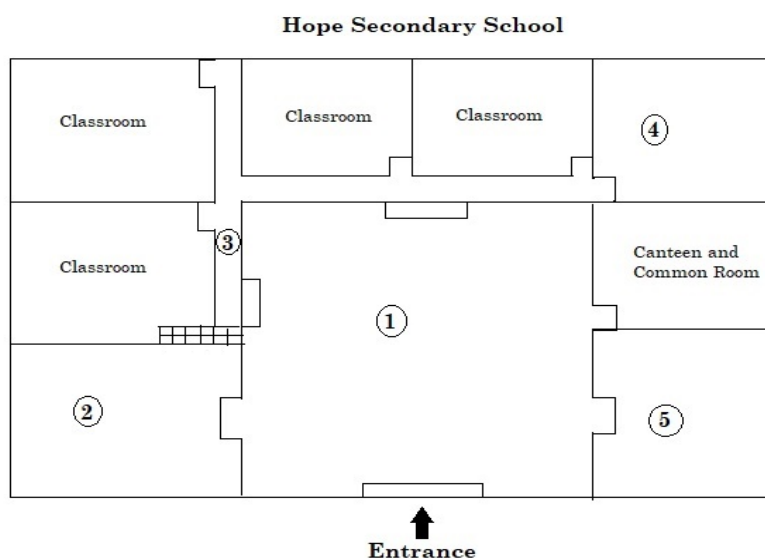 Hope Secondary School
Classroom
Classroom
Classroom
4
3
Classroom
Canteen and
Common Room
1
2
5
Entrance